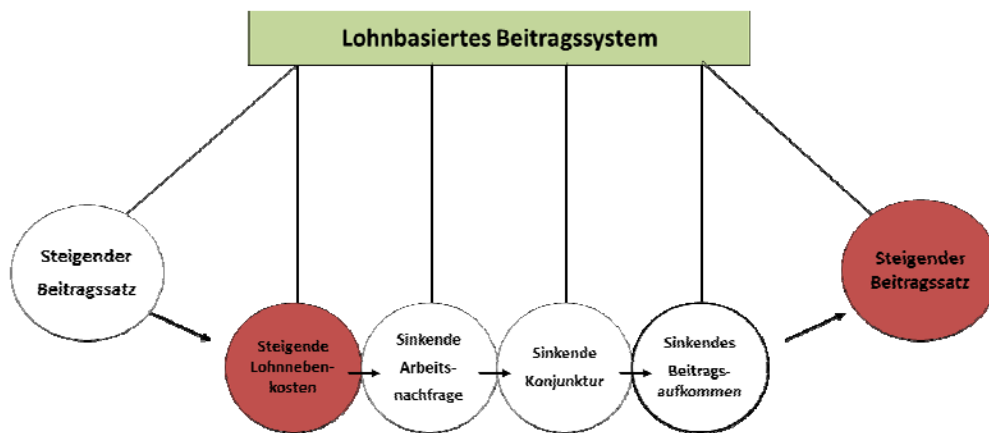 Lohnbasiertes Beitragssystem
Steigender
Beitragssatz
Steigende
Lohnneben-
kosten
Sinkende
Arbeits-
nachfrage
Sinkende
Konjunktur
Sinkendes
Beitrags-
aufkommen
Steigender
Beitragssatz